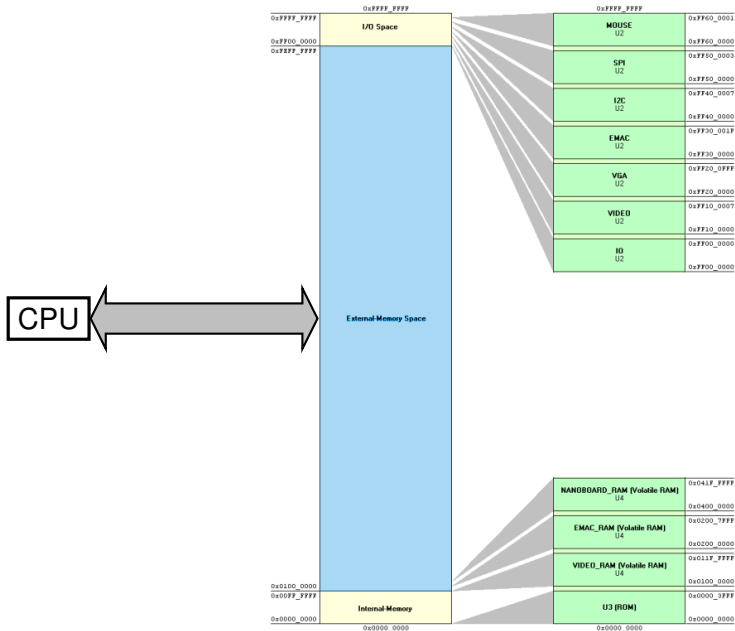 0xFFFF_FFFF
0xFFFF_FFFF
I/O Space
0xFF00_0000
0xFEFF_FFFF
CPU
External Memory Space
0x0100_0000
0x00FF_FFFF
Internal Memory
0x0000_0000
0x0000_0000
0xFFFF_FFFF
MOUSE
U2
0xFF60_0001
0xFF60_0000
SPI
U2
0xFF50_0003
0xFF50_0000
I2C
U2
0xFF40_0007
0xFF40_0000
EMAC
U2
0xFF30_001F
0xFF30_0000
VGA
U2
0xFF20_0FFF
0xFF20_0000
VIDEO
U2
0xFF10_0007
0xFF10_0000
IO
U2
0xFF00_0000
0xFF00_0000
NANOBOARD_RAM (Volatile RAM)
U4
0x041F_FFFF
0x0400_0000
EMAC_RAM (Volatile RAM)
U4
0x0200_7FFF
0x0200_0000
VIDEO_RAM (Volatile RAM)
U4
0x011F_FFFF
0x0100_0000
U3 (ROM)
0x0000_3FFF
0x0000_0000
0x0000_0000